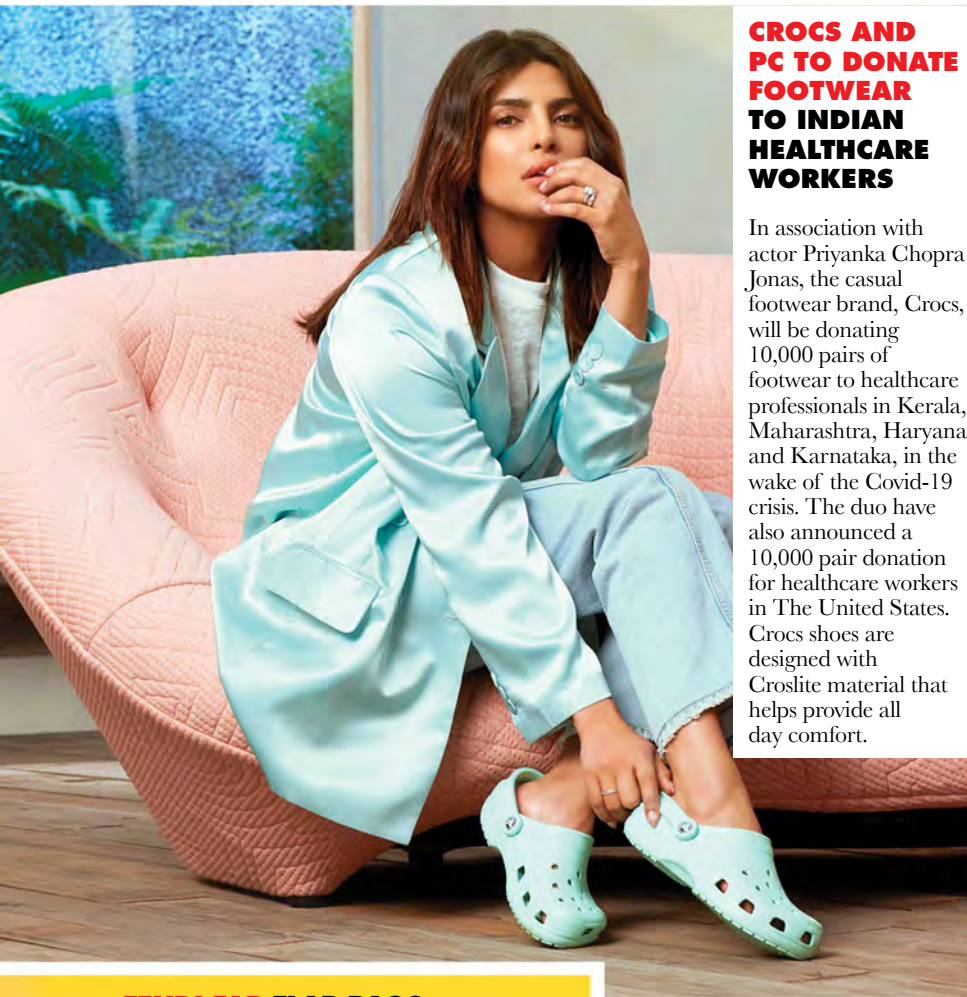 CROCS AND
PC TO DONATE
FOOTWEAR
TO INDIAN
HEALTHCARE
WORKERS
In association with
actor Priyanka Chopra
Jonas, the casual
footwear brand, Crocs,
will be donating
10,000 pairs of
footwear to healthcare
professionals in Kerala,
Maharashtra, Haryana
and Karnataka, in the
wake of the Covid-19
crisis. The duo have
also announced a
10,000 pair donation
for healthcare workers
in The United States.
Crocs shoes are
designed with
Croslite material that
helps provide all
day comfort.